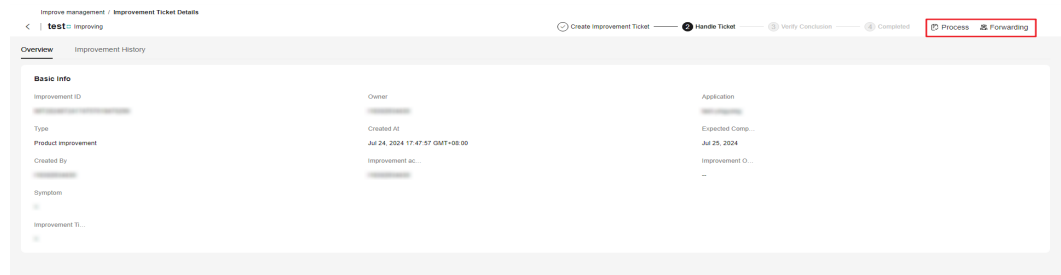 Improve management / Improvement Ticket Details
< | test Improving
Create Improvement Ticket 2 Handle Ticket 3 Verify Conclusion 4 Completed Process Forwarding
Overview Improvement History
Basic Info
Improvement ID Owner Application
Type Created At Expected Comp...
Product improvement Jul 24, 2024 17:47:57 GMT+08:00 Jul 25, 2024
Created By Improvement ac... Improvement O...
--
Symptom
Improvement Ti...